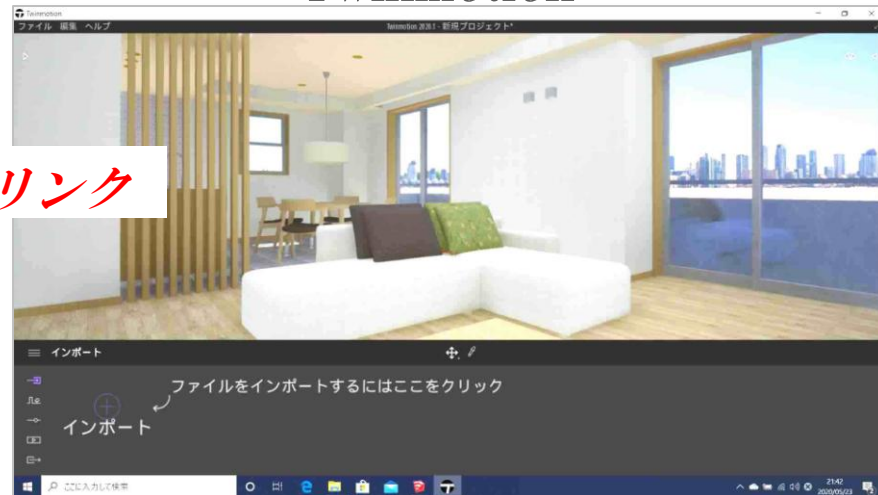 Twinmotion
Twinmotion
ファイル 編集 ヘルプ
Twinmotion 2020.1 - 新規プロジェクト*
リンク
インポート
ファイルをインポートするにはここをクリック
インポート
ここに入力して検索
21:42
2020/05/23